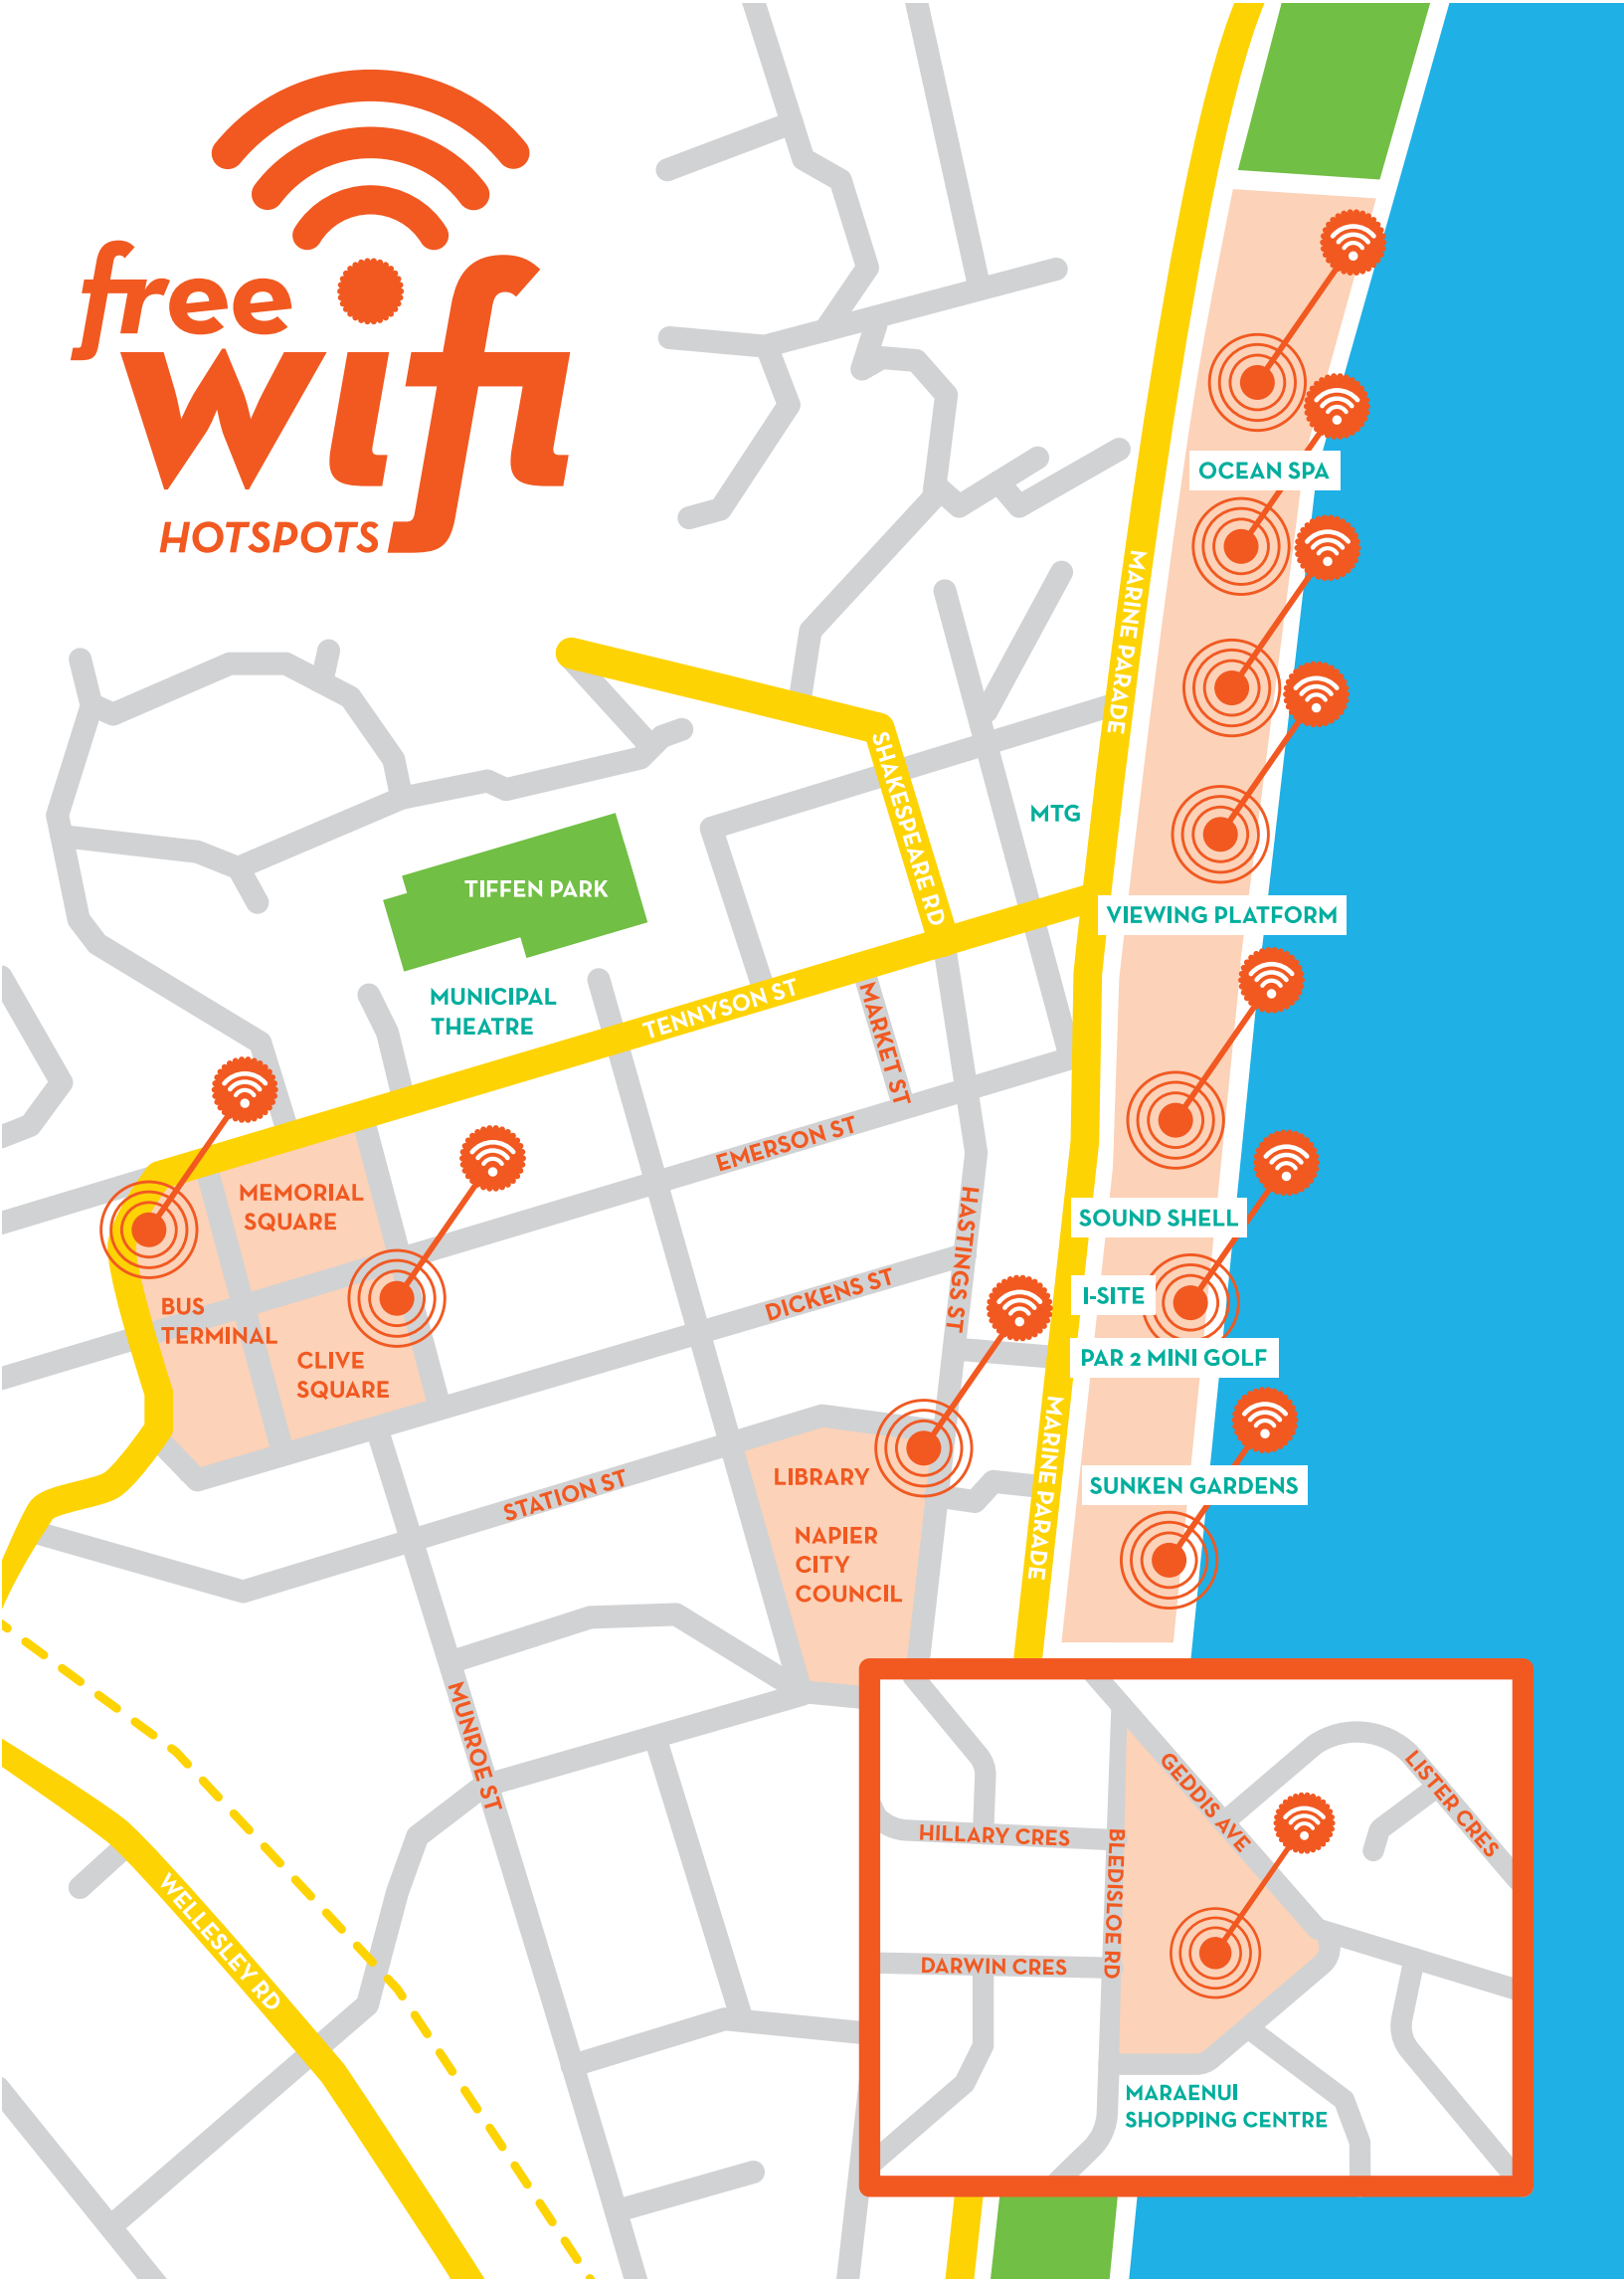 free
wifi
HOTSPOTS
OCEAN SPA
MARINE PARADE
SHAKESPEARE RD
MTG
TIFFEN PARK
VIEWING PLATFORM
MUNICIPAL
THEATRE
TENNYSON ST
MARKET ST
EMERSON ST
MEMORIAL
SQUARE
HASTINGS ST
SOUND SHELL
DICKENS ST
I-SITE
BUS
TERMINAL
PAR 2 MINI GOLF
CLIVE
SQUARE
MARINE PARADE
LIBRARY
SUNKEN GARDENS
STATION ST
NAPIER
CITY
COUNCIL
MUNROE ST
WELLESLEY RD
GEDDIS AVE
LISTER CRES
HILLARY CRES
BLEDISLOE RD
DARWIN CRES
MARAENUI
SHOPPING CENTRE